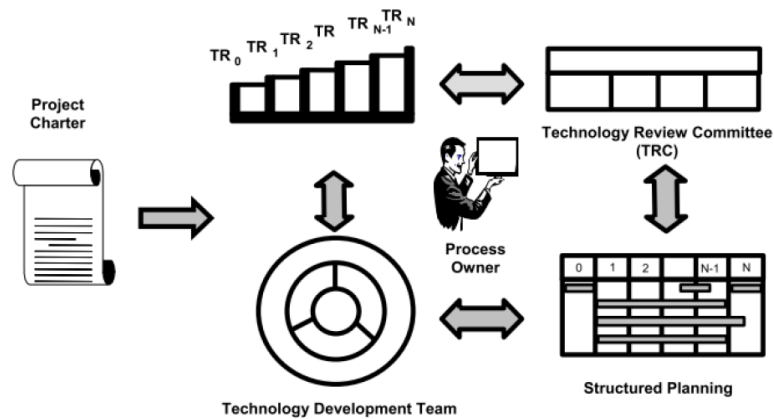 TR 0 TR 1 TR 2 TR TR N-1 TR N
Project
Charter
Technology Review Committee
(TRC)
Process
Owner
0 1 2 N-1 N
Structured Planning
Technology Development Team